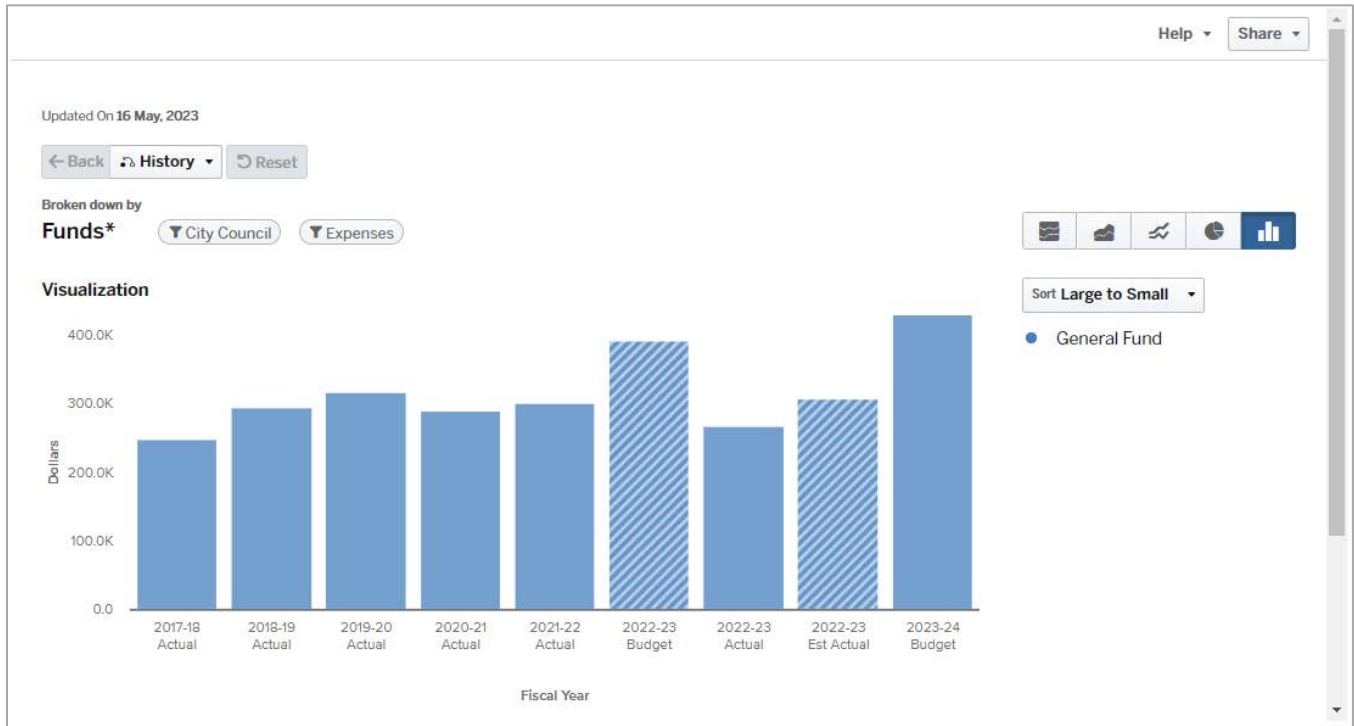 Help
Share
Updated On 16 May, 2023
Back
History
Reset
Broken down by
Funds*
City Council
Expenses
Visualization
Sort Large to Small
General Fund
400.0K
300.0K
200.0K
100.0K
0.0
Dollars
2017-18 Actual
2018-19 Actual
2019-20 Actual
2020-21 Actual
2021-22 Actual
2022-23 Budget
2022-23 Actual
2022-23 Est Actual
2023-24 Budget
Fiscal Year